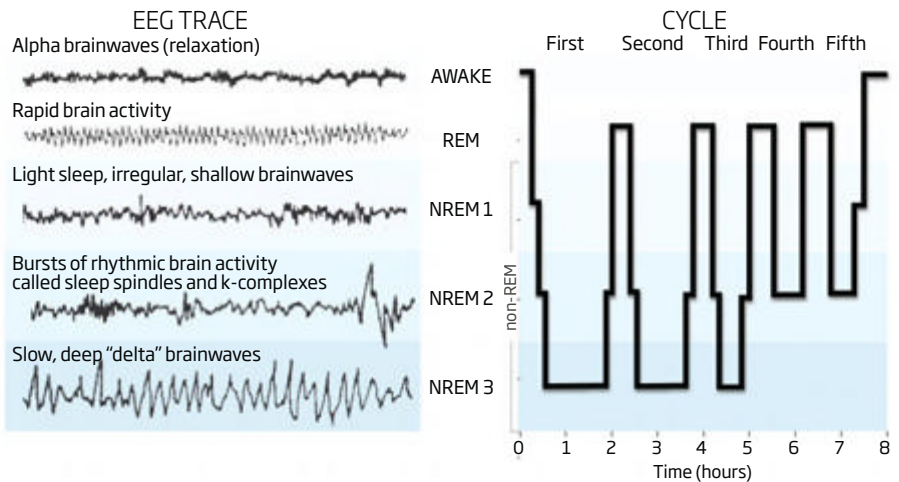 EEG TRACE
Alpha brainwaves (relaxation)
Rapid brain activity
Light sleep, irregular, shallow brainwaves
Bursts of rhythmic brain activity
called sleep spindles and k-complexes
Slow, deep “delta” brainwaves
AWAKE
REM
NREM 1
NREM 2
NREM 3
CYCLE
First Second Third Fourth Fifth
non-REM
0 1 2 3 4 5 6 7 8
Time (hours)